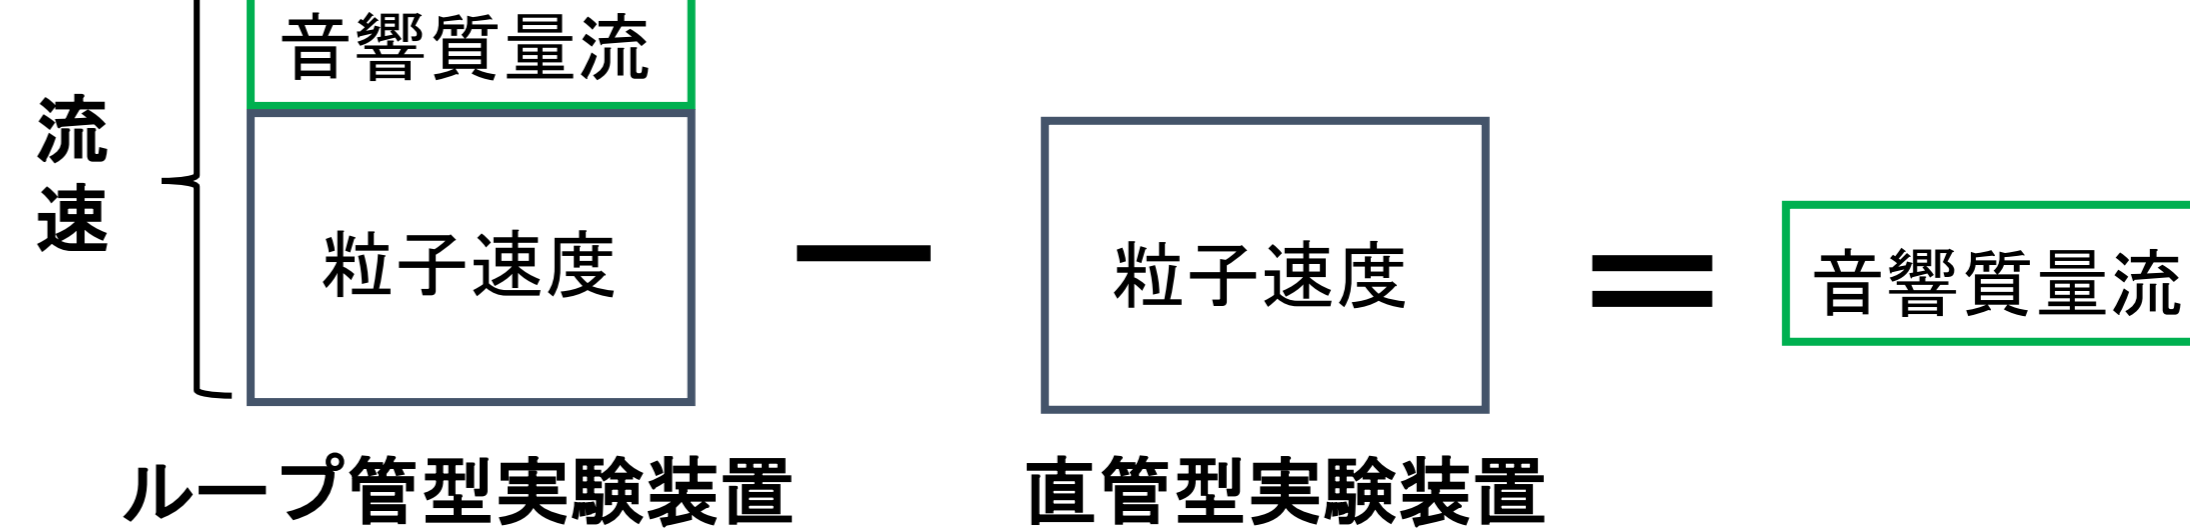 音響質量流
流速
粒子速度
ー
粒子速度
=
音響質量流
ループ管型実験装置
直管型実験装置